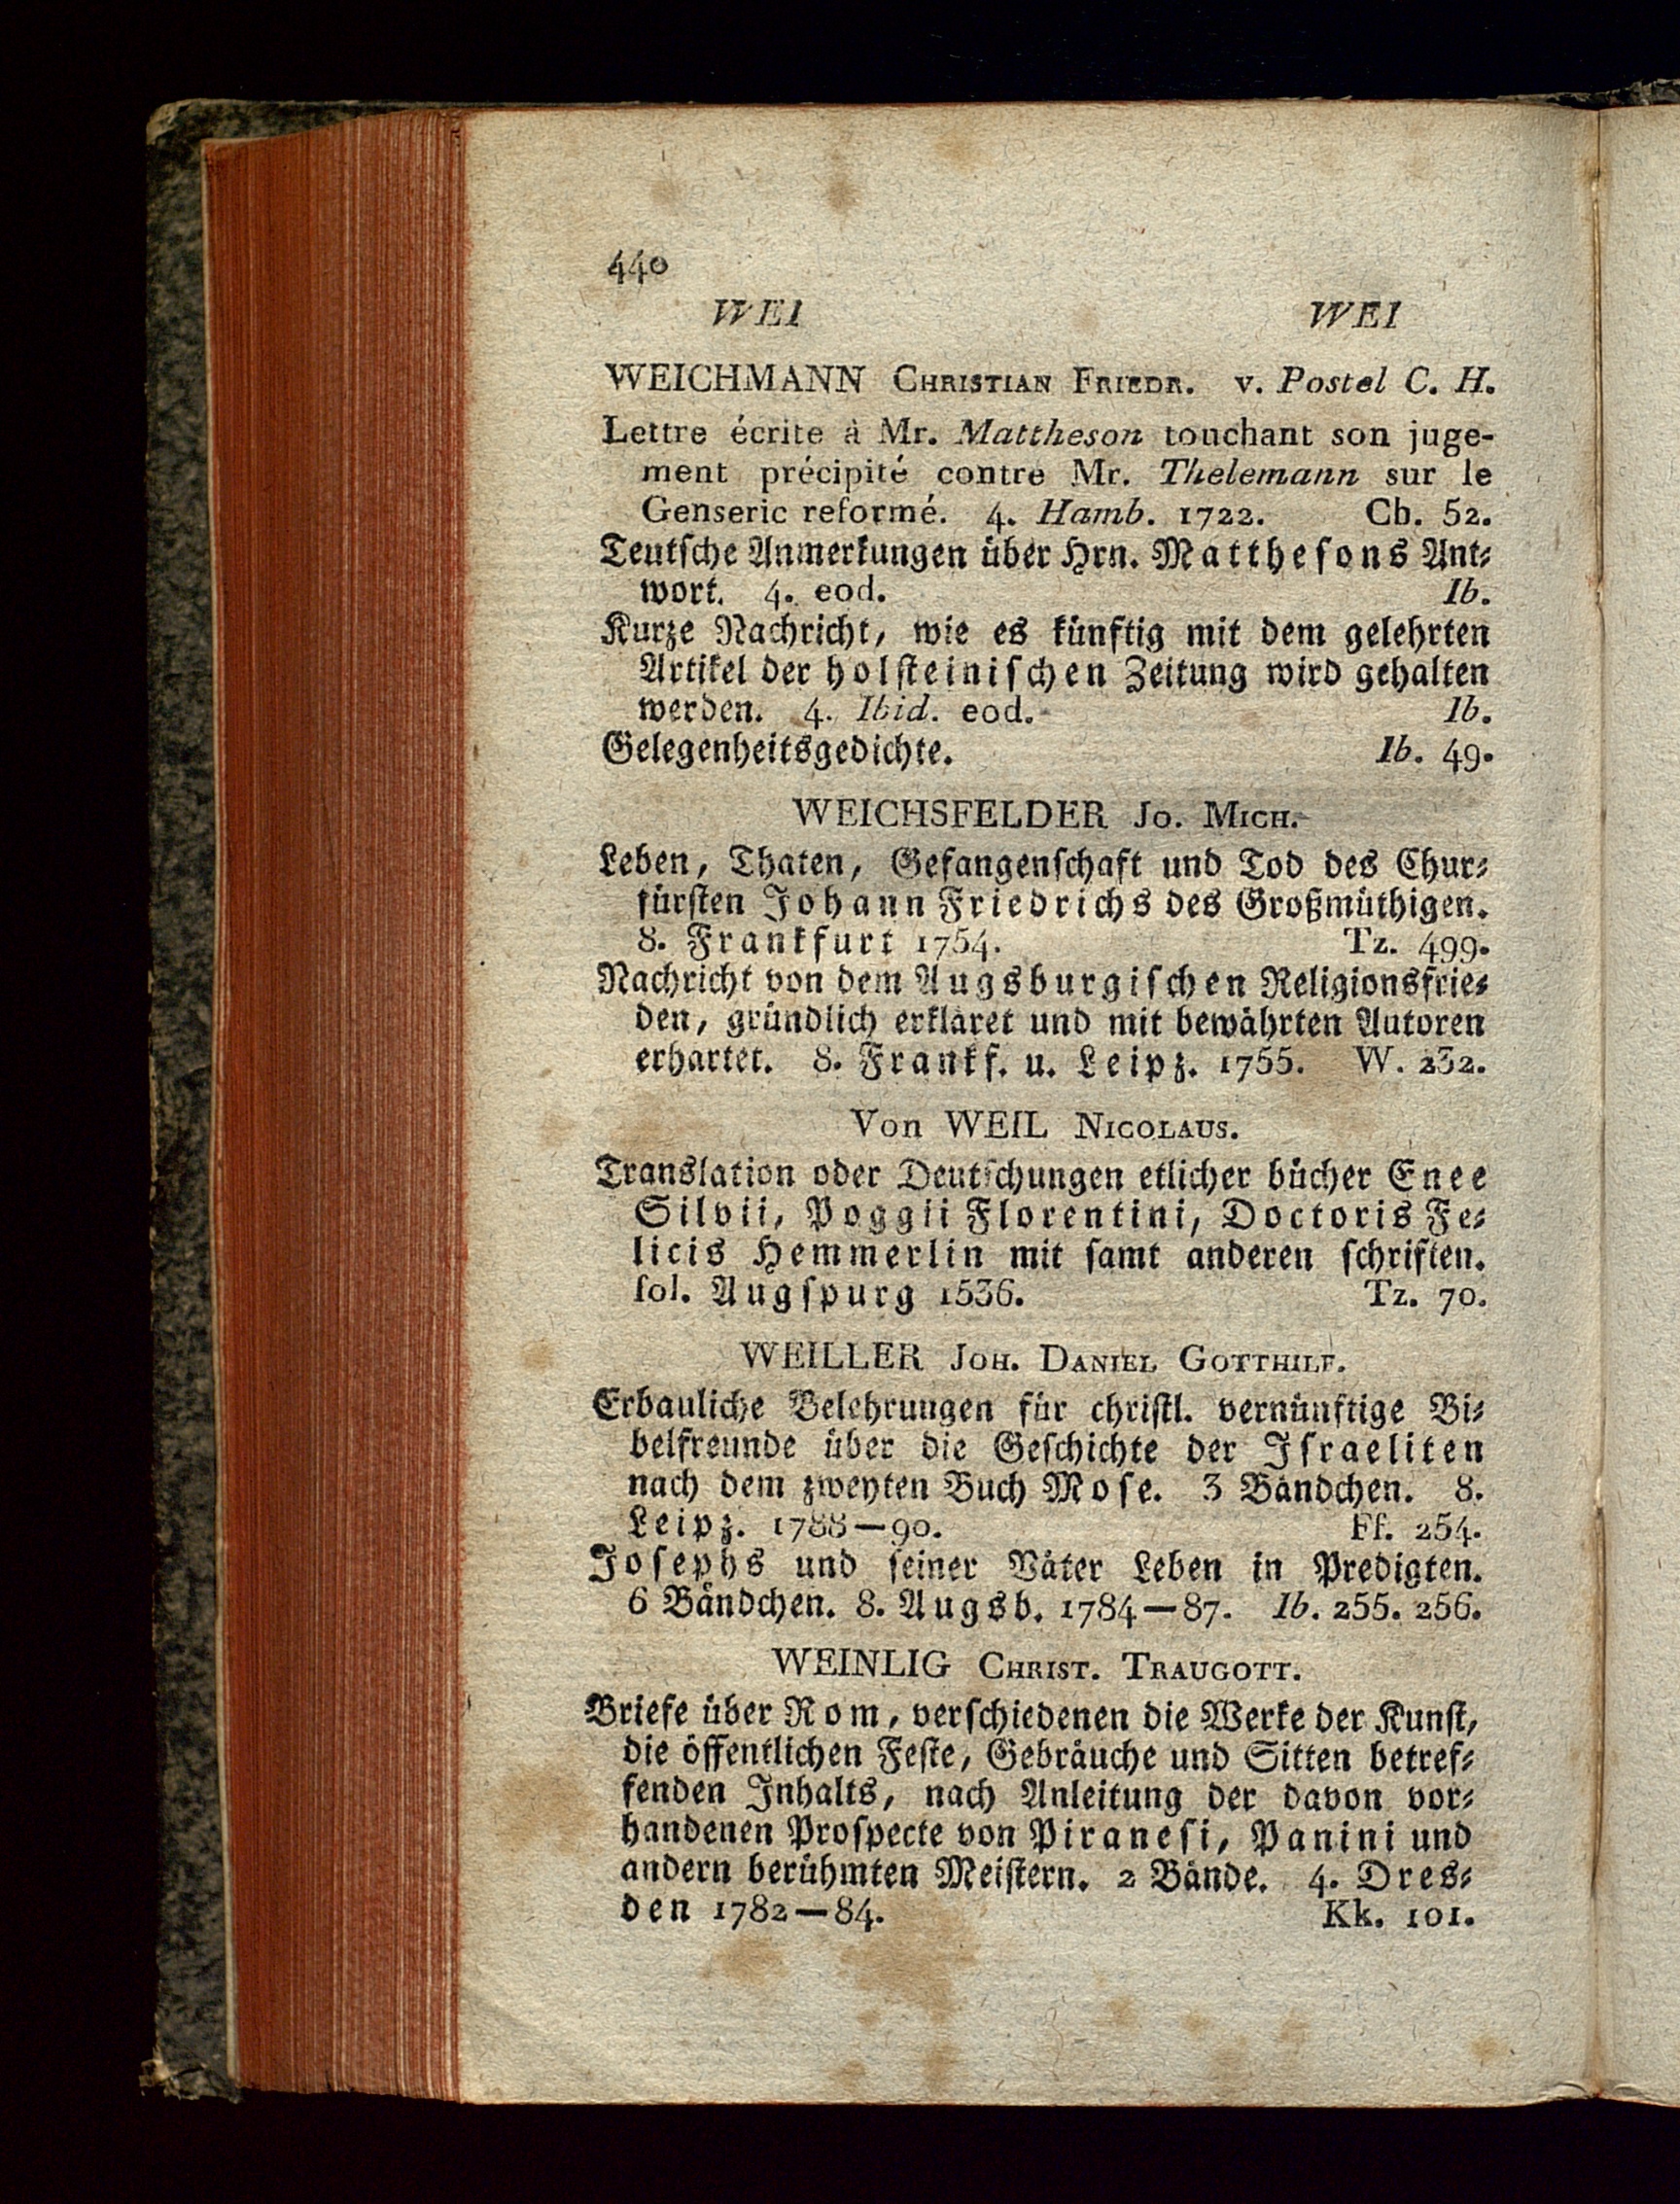 440
WEI WEI
WEICHMANN Christian Friedr. v. Postel C. H.
Lettre écrite à Mr. Mattheson touchant son juge-
ment précipité contre Mr. Thelemann sur le
Genseric reformé. 4. Hamb. 1722. Ch. 52.
Teutſche Anmerkungen über Hrn. Mattheſons Ant-
wort. 4. eod. Ib.
Kurze Nachricht, wie es künftig mit dem gelehrten
Artikel der holſteiniſchen Zeitung wird gehalten
werden. 4. Ibid. eod. Ib.
Gelegenheitsgedichte. Ib. 49.
WEICHSFELDER Jo. Mich.
Leben, Thaten, Gefangenſchaft und Tod des Chur-
fürſten Johann Friedrichs des Großmüthigen.
8. Frankfurt 1754. Tz. 499.
Nachricht von dem Augsburgiſchen Religionsfrie-
den, gründlich erkläret und mit bewährten Autoren
erhartet. 8. Frankf. u. Leipz. 1755. W. 232.
Von WEIL Nicolaus.
Translation oder Deutſchungen etlicher bücher Enee
Silvii, Poggii Florentini, Doctoris Fe-
licis Hemmerlin mit ſamt anderen ſchriften.
fol. Augſpurg 1536. Tz. 70.
WEILLER Joh. Daniel Gotthilf.
Erbauliche Belehrungen für chriſtl. vernünftige Bi-
belfreunde über die Geſchichte der Iſraeliten
nach dem zweyten Buch Moſe. 3 Bändchen. 8.
Leipz. 1788—90. Ff. 254.
Joſephs und ſeiner Väter Leben in Predigten.
6 Bändchen. 8. Augsb. 1784—87. Ib. 255. 256.
WEINLIG Christ. Traugott.
Briefe über Rom, verſchiedenen die Werke der Kunſt,
die öffentlichen Feſte, Gebräuche und Sitten betref-
fenden Inhalts, nach Anleitung der davon vor-
handenen Proſpecte von Piraneſi, Panini und
andern berühmten Meiſtern. 2 Bände. 4. Dres-
den 1782—84. Kk. 101.